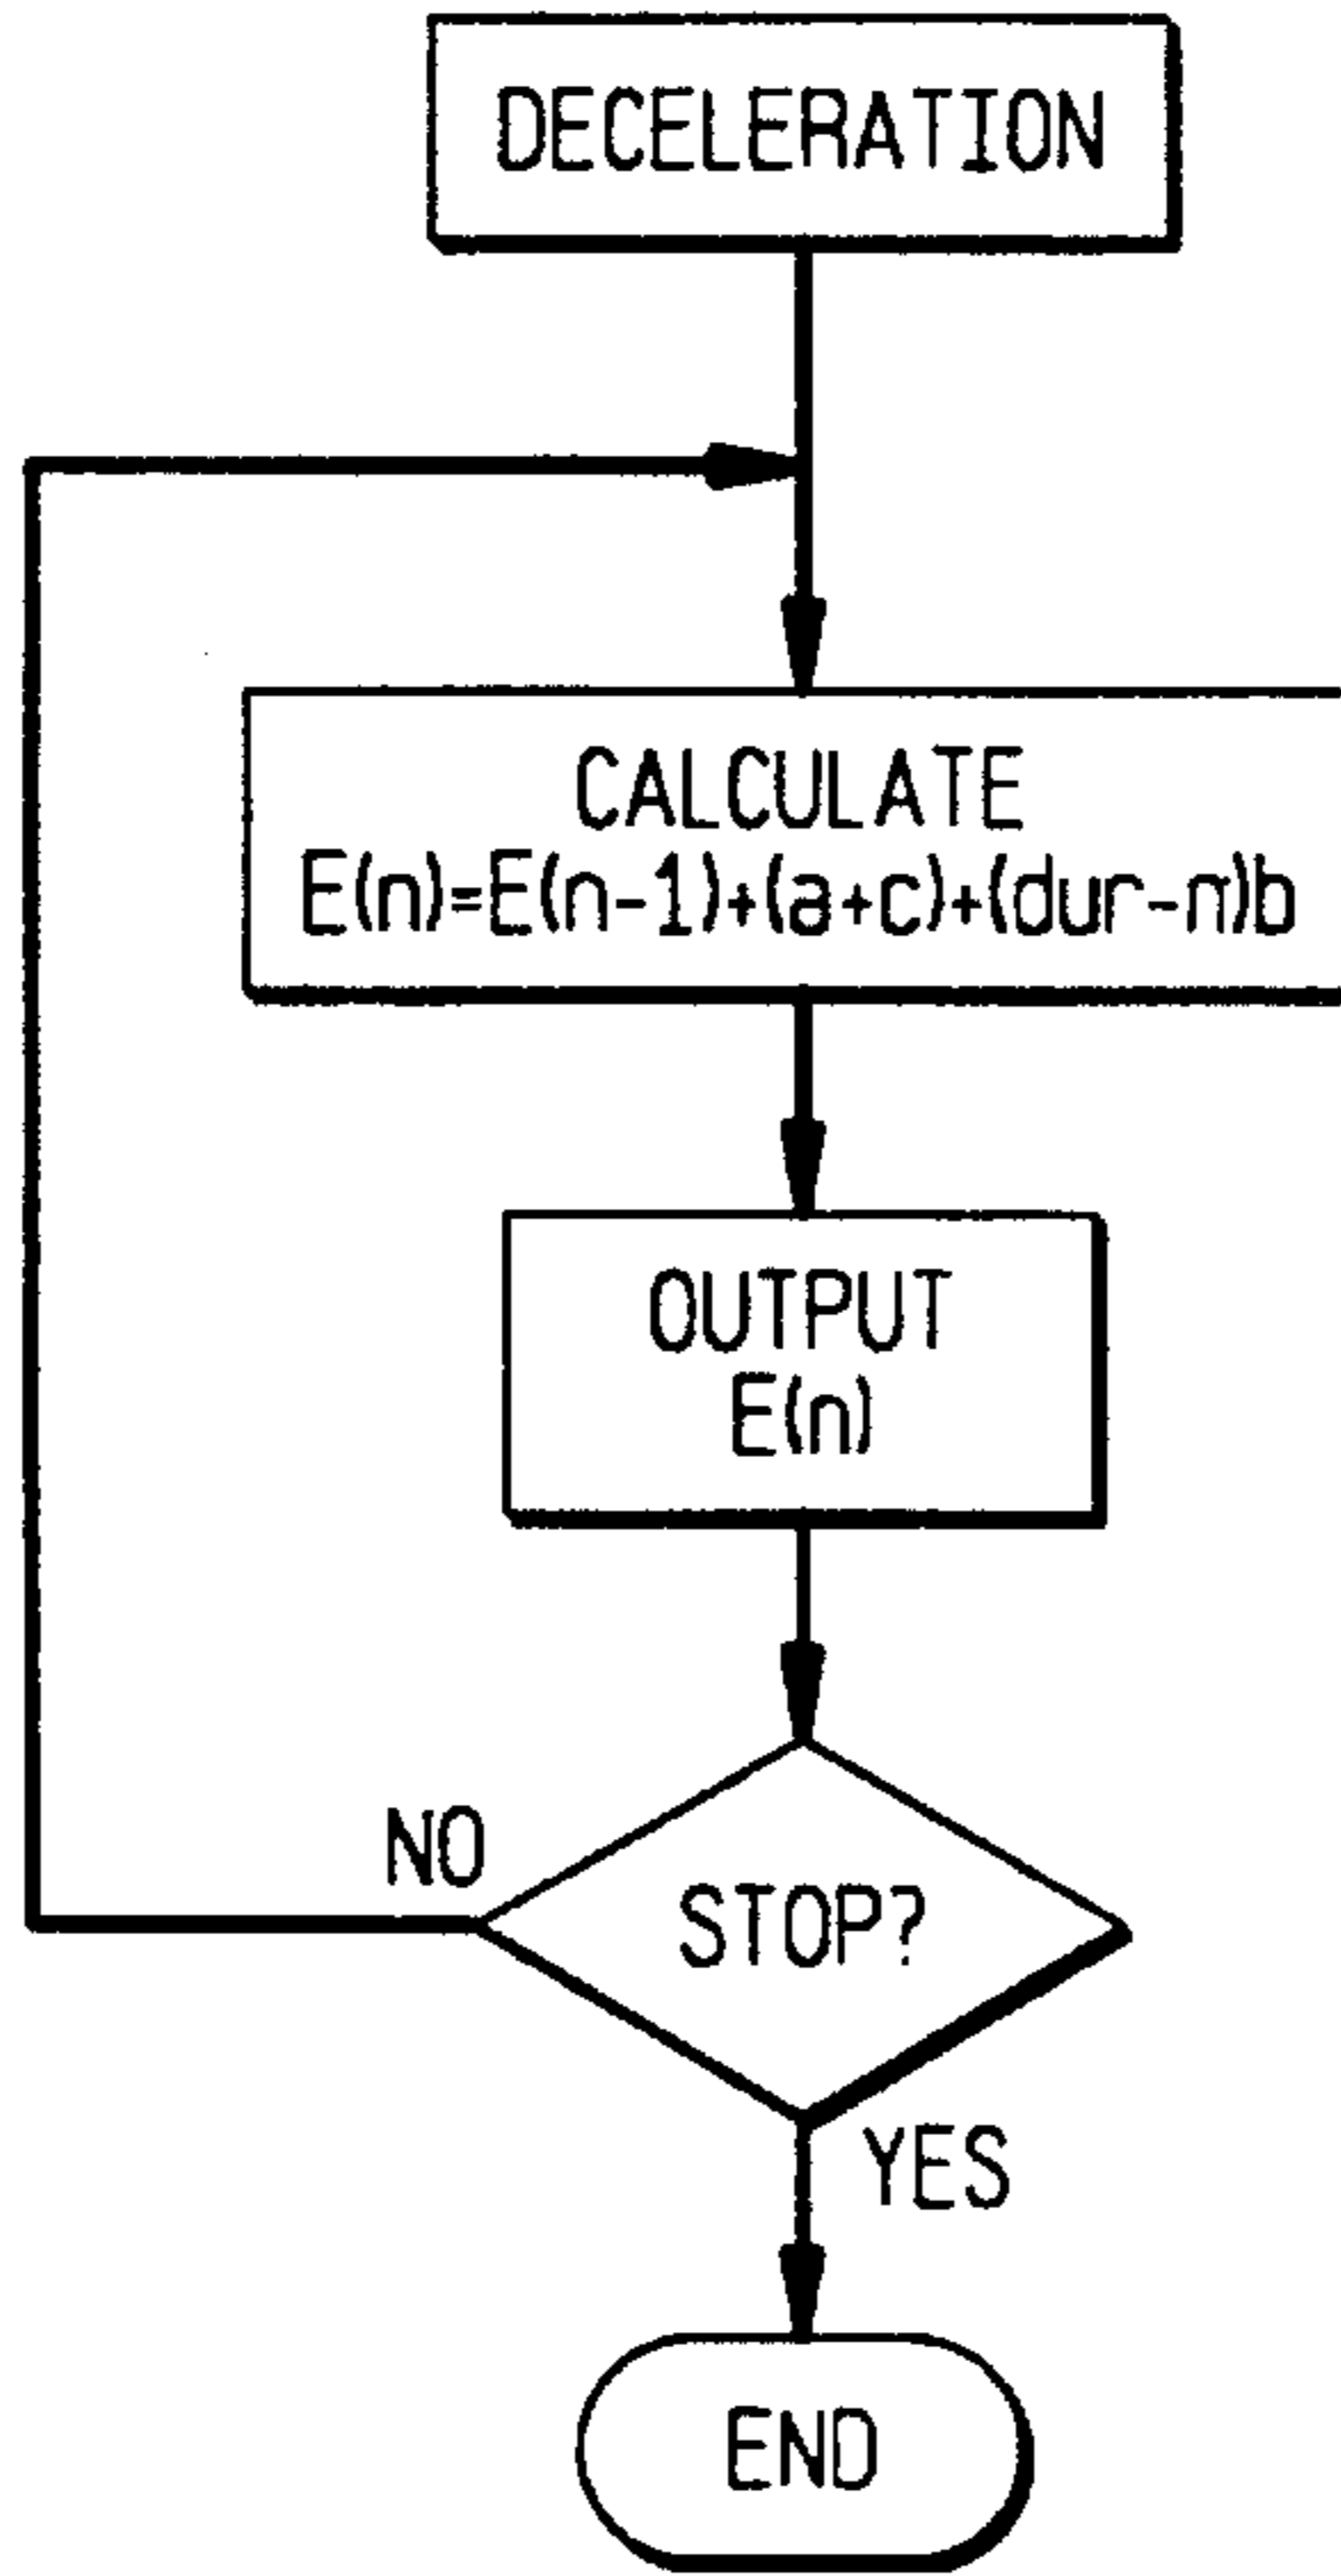 DECELERATION
CALCULATE
E(n)=E(n-1)+(a+c)+(dur-n)b
OUTPUT
E(n)
NO
STOP?
YES
END